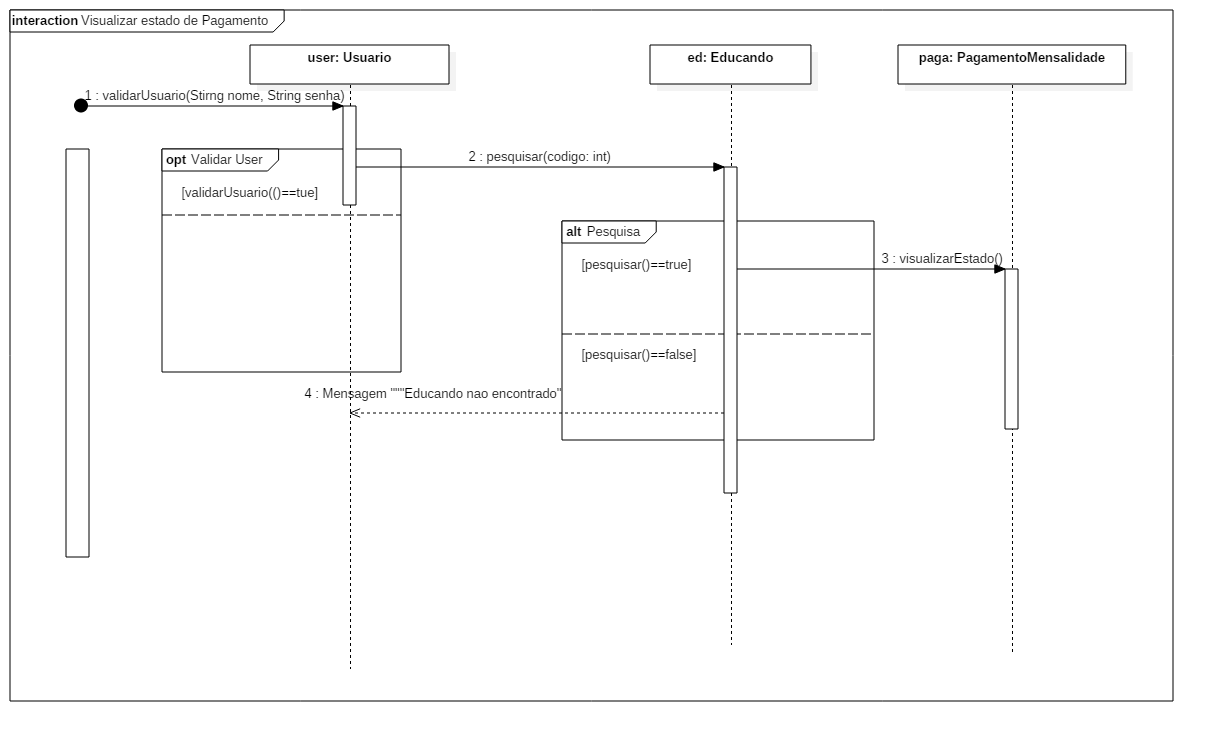 interaction Visualizar estado de Pagamento
user: Usuario
ed: Educando
paga: PagamentoMensalidade
1 : validarUsuario(Stirng nome, String senha)
opt Validar User
2 : pesquisar(codigo: int)
[validarUsuario(()==tue]
alt Pesquisa
3 : visualizarEstado()
[pesquisar()==true]
[pesquisar()==false]
4 : Mensagem """Educando nao encontrado"